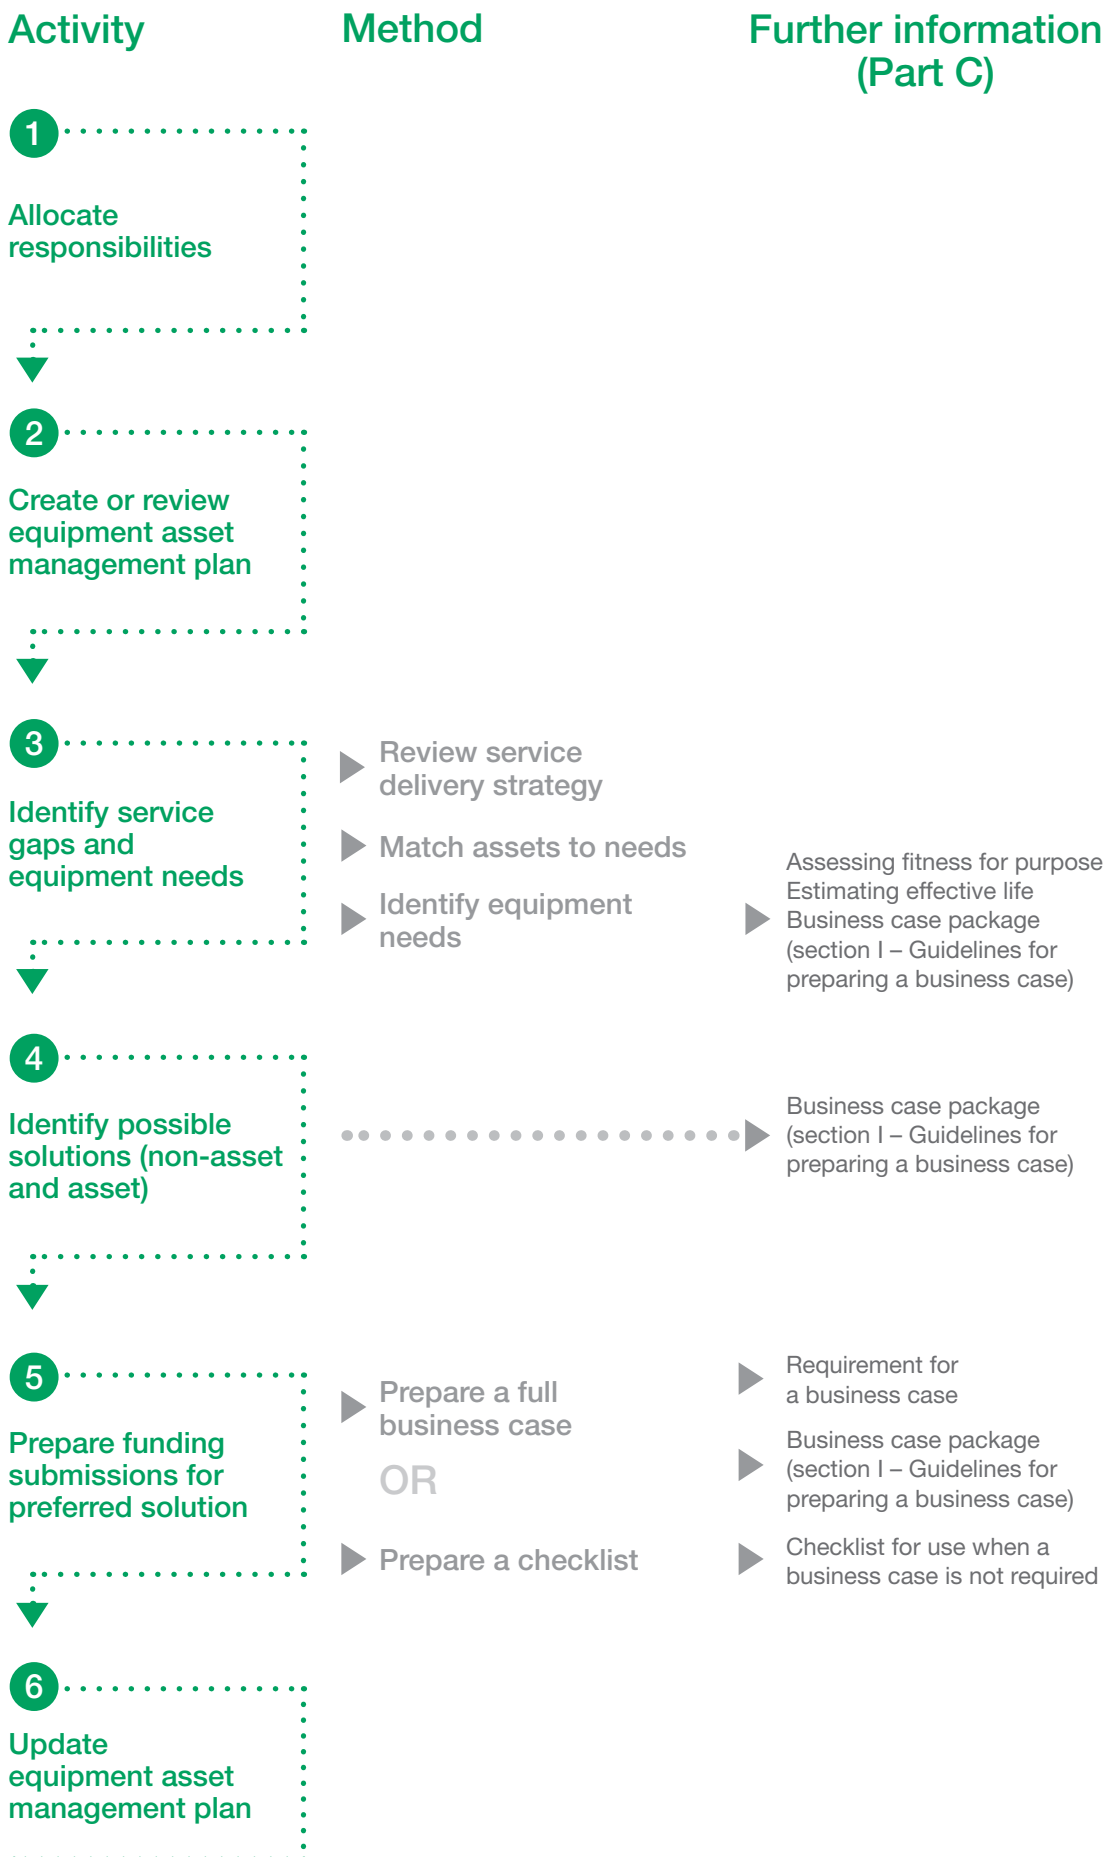 Activity
Method
Further information
(Part C)
1
Allocate
responsibilities
2
Create or review
equipment asset
management plan
3
Identify service
gaps and
equipment needs
Review service
delivery strategy
Match assets to needs
Identify equipment
needs
Assessing fitness for purpose
Estimating effective life
Business case package
(section I – Guidelines for
preparing a business case)
4
Identify possible
solutions (non-asset
and asset)
Business case package
(section I – Guidelines for
preparing a business case)
5
Prepare funding
submissions for
preferred solution
Prepare a full
business case
OR
Prepare a checklist
Requirement for
a business case
Business case package
(section I – Guidelines for
preparing a business case)
Checklist for use when a
business case is not required
6
Update
equipment asset
management plan